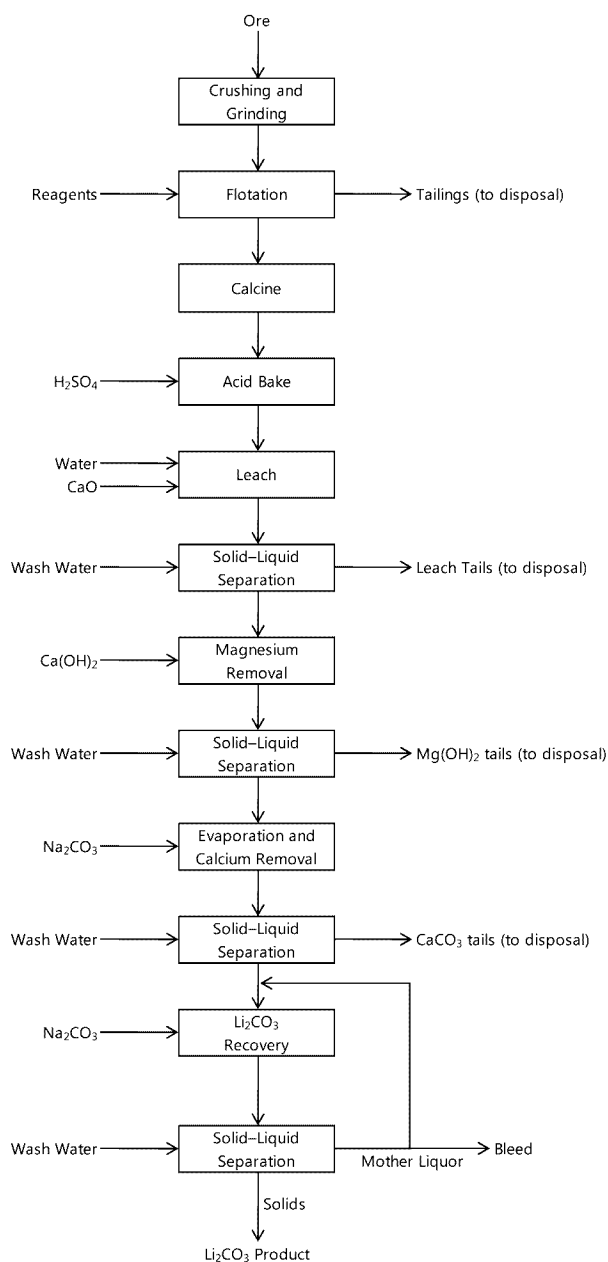 Ore
Crushing and
Grinding
Reagents
Flotation
Tailings (to disposal)
Calcine
H₂SO₄
Acid Bake
Water
CaO
Leach
Wash Water
Solid–Liquid
Separation
Leach Tails (to disposal)
Ca(OH)₂
Magnesium
Removal
Wash Water
Solid–Liquid
Separation
Mg(OH)₂ tails (to disposal)
Na₂CO₃
Evaporation and
Calcium Removal
Wash Water
Solid–Liquid
Separation
CaCO₃ tails (to disposal)
Na₂CO₃
Li₂CO₃
Recovery
Wash Water
Solid–Liquid
Separation
Mother Liquor
Bleed
Solids
Li₂CO₃ Product